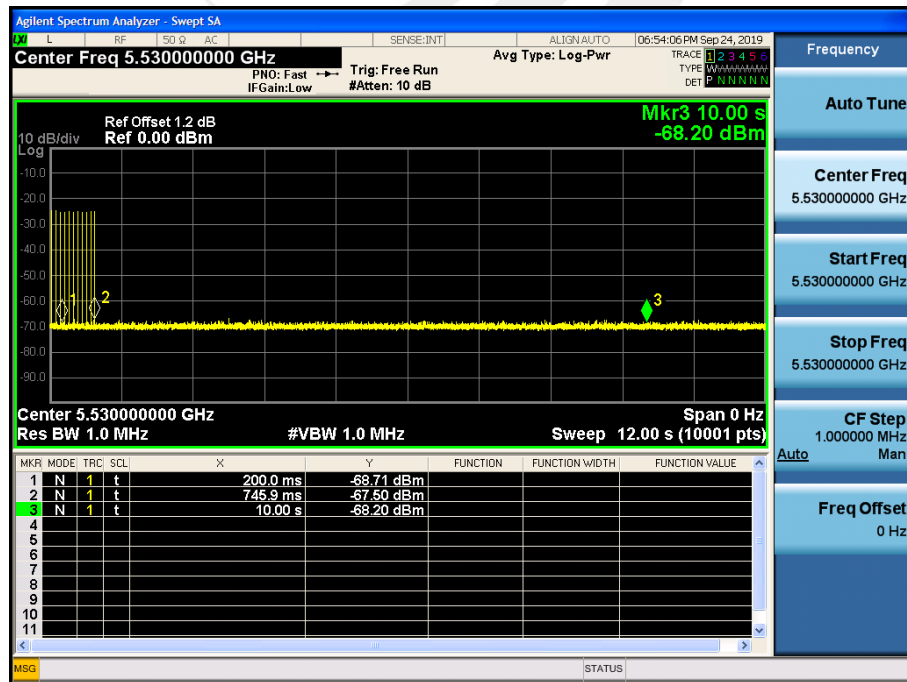 Agilent Spectrum Analyzer - Swept SA
LXI L RF 50 Ω AC SENSE:INT ALIGN AUTO 06:54:06 PM Sep 24, 2019
Center Freq 5.530000000 GHz
PNO: Fast
IFGain:Low
Trig: Free Run
#Atten: 10 dB
Avg Type: Log-Pwr
TRACE 1 2 3 4 5 6
TYPE W
DET P N N N N N
Mkr3 10.00 s
-68.20 dBm
Ref Offset 1.2 dB
10 dB/div Ref 0.00 dBm
Log
-10.0
-20.0
-30.0
-40.0
-50.0
-60.0
-70.0
-80.0
-90.0
1
2
3
Center 5.530000000 GHz Span 0 Hz
Res BW 1.0 MHz #VBW 1.0 MHz Sweep 12.00 s (10001 pts)
MKR MODE TRC SCL X Y FUNCTION FUNCTION WIDTH FUNCTION VALUE
1 N 1 t 200.0 ms -68.71 dBm
2 N 1 t 745.9 ms -67.50 dBm
3 N 1 t 10.00 s -68.20 dBm
4
5
6
7
8
9
10
11
MSG STATUS
Frequency
Auto Tune
Center Freq
5.530000000 GHz
Start Freq
5.530000000 GHz
Stop Freq
5.530000000 GHz
CF Step
1.000000 MHz
Auto Man
Freq Offset
0 Hz